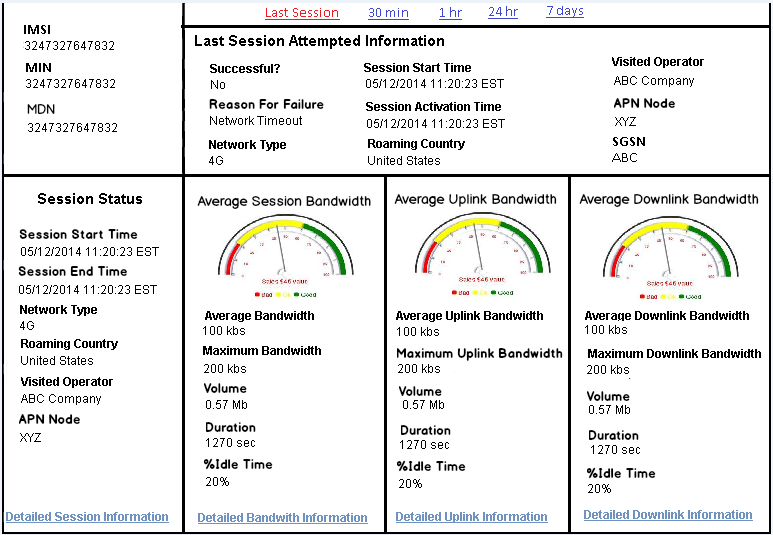 Last Session 30 min 1 hr 24 hr 7 days
IMSI
3247327647832
MIN
3247327647832
MDN
3247327647832
Last Session Attempted Information
Successful?
No
Reason For Failure
Network Timeout
Network Type
4G
Session Start Time
05/12/2014 11:20:23 EST
Session Activation Time
05/12/2014 11:20:23 EST
Roaming Country
United States
Visited Operator
ABC Company
APN Node
XYZ
SGSN
ABC
Session Status
Session Start Time
05/12/2014 11:20:23 EST
Session End Time
05/12/2014 11:20:23 EST
Network Type
4G
Roaming Country
United States
Visited Operator
ABC Company
APN Node
XYZ
Detailed Session Information
Average Session Bandwidth
Bad Good
Average Bandwidth
100 kbs
Maximum Bandwidth
200 kbs
Volume
0.57 Mb
Duration
1270 sec
%Idle Time
20%
Detailed Bandwith Information
Average Uplink Bandwidth
Bad Good
Average Uplink Bandwidth
100 kbs
Maximum Uplink Bandwidth
200 kbs
Volume
0.57 Mb
Duration
1270 sec
%Idle Time
20%
Detailed Uplink Information
Average Downlink Bandwidth
Bad Good
Average Downlink Bandwidth
100 kbs
Maximum Downlink Bandwidth
200 kbs
Volume
0.57 Mb
Duration
1270 sec
%Idle Time
20%
Detailed Downlink Information